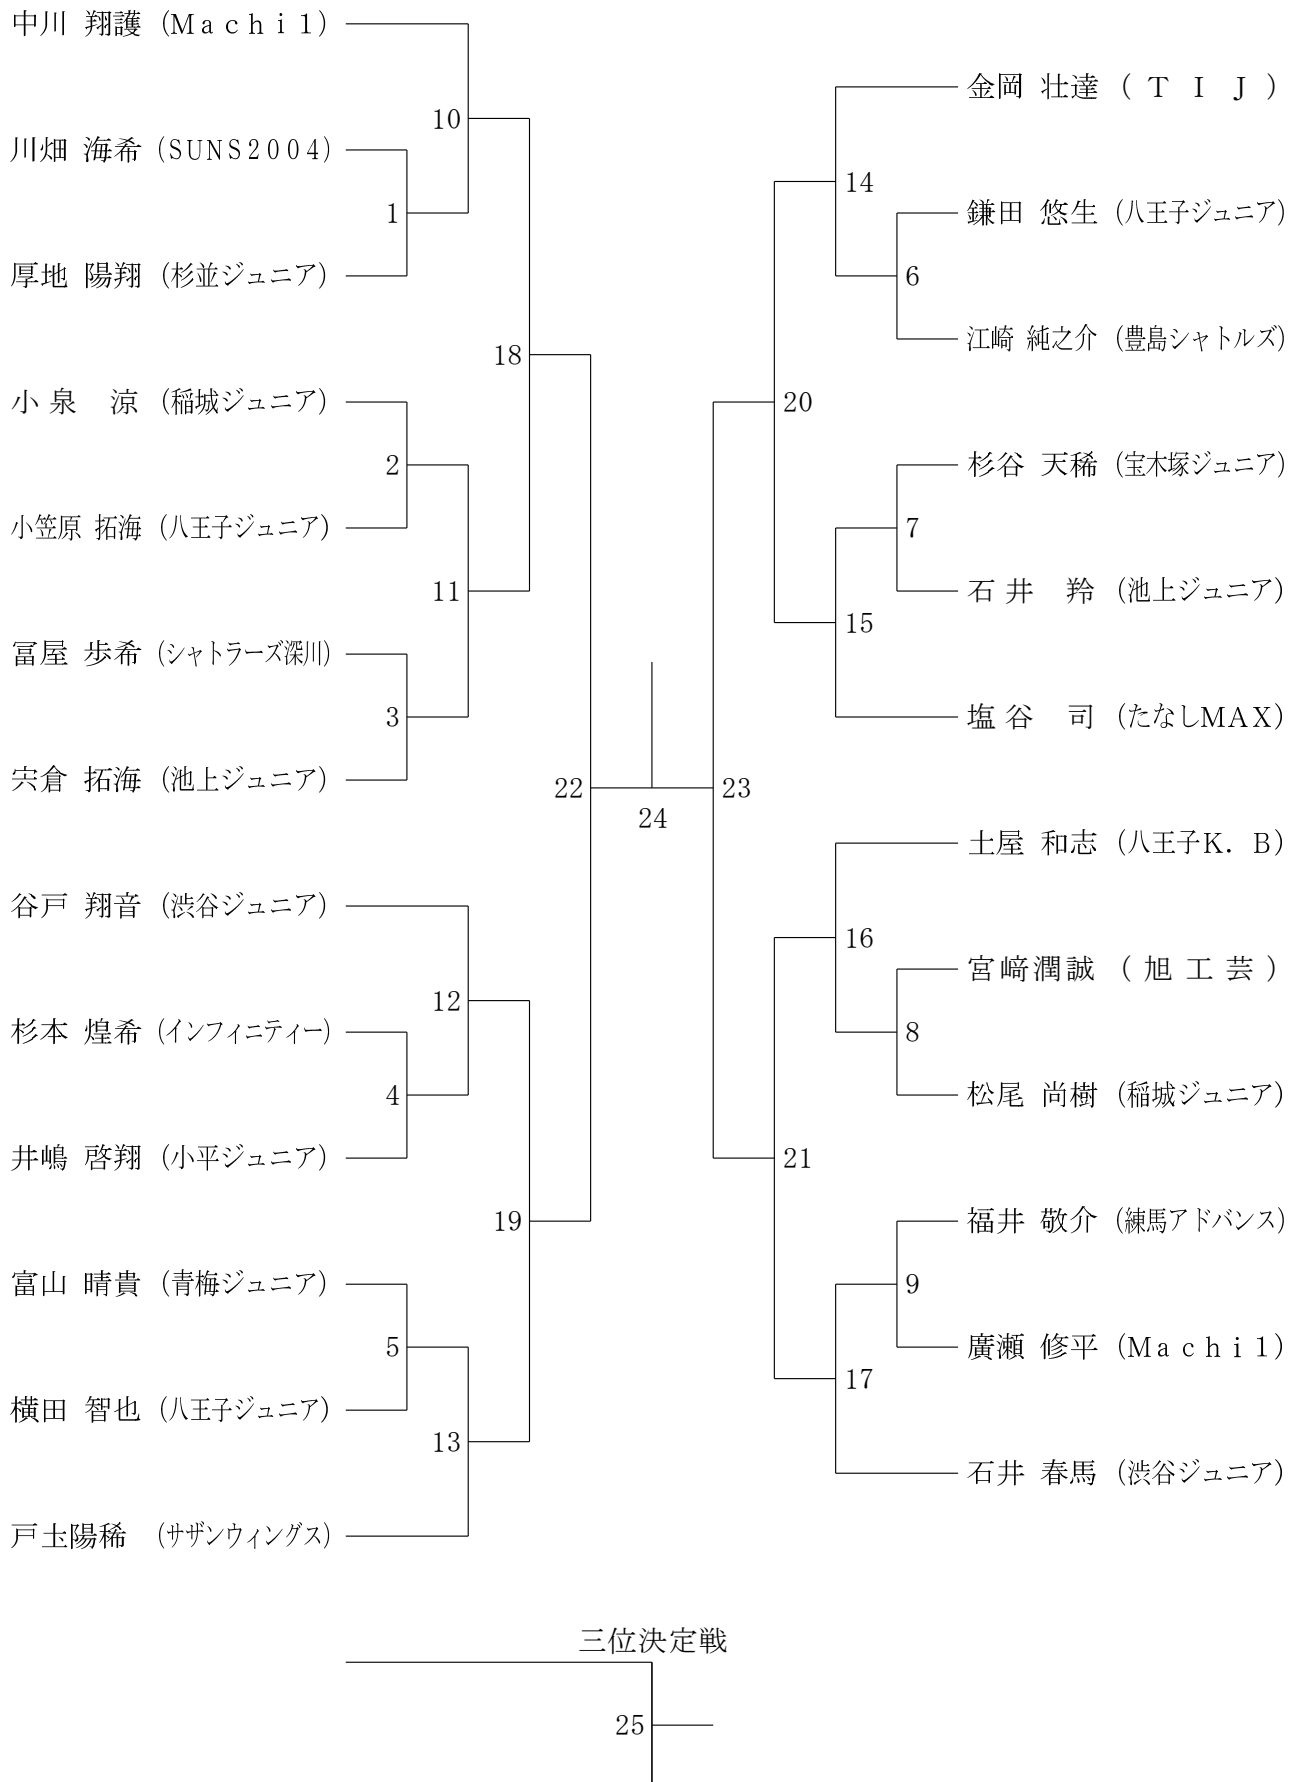 中川 翔護 (Machi1)
10
川畑 海希 (SUNS2004)
1
厚地 陽翔 (杉並ジュニア)
18
小泉 涼 (稲城ジュニア)
2
小笠原 拓海 (八王子ジュニア)
11
冨屋 歩希 (シャトラーズ深川)
3
宍倉 拓海 (池上ジュニア)
22
谷戸 翔音 (渋谷ジュニア)
12
杉本 煌希 (インフィニティー)
4
井嶋 啓翔 (小平ジュニア)
19
富山 晴貴 (青梅ジュニア)
5
横田 智也 (八王子ジュニア)
13
戸圡陽稀 (サザンウィングス)
24
金岡 壮達 (TIJ)
14
鎌田 悠生 (八王子ジュニア)
6
江崎 純之介 (豊島シャトルズ)
20
杉谷 天稀 (宝木塚ジュニア)
7
石井 羚 (池上ジュニア)
15
塩谷 司 (たなしMAX)
23
土屋 和志 (八王子K.B)
16
宮﨑潤誠 (旭工芸)
8
松尾 尚樹 (稲城ジュニア)
21
福井 敬介 (練馬アドバンス)
9
廣瀬 修平 (Machi1)
17
石井 春馬 (渋谷ジュニア)
三位決定戦
25